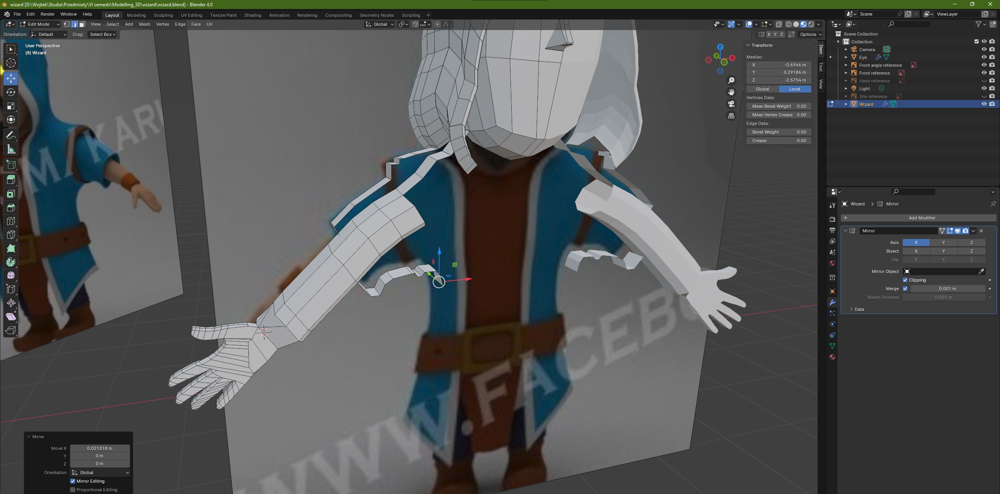 wizard [D:\Wojtek\Studia\Przedmioty\VI semestr\Modelling_3D\wizard\wizard.blend] - Blender 4.0
File Edit Render Window Help Layout Modeling Sculpting UV Editing Texture Paint Shading Animation Rendering Compositing Geometry Nodes Scripting + Scene ViewLayer
Edit Mode View Select Add Mesh Vertex Edge Face UV Global
Orientation: Default Drag: Select Box X Y Z Options
User Perspective
(8) Wizard
Z
Y
X
Transform
Median:
X -0.6946 m
Y 0.29186 m
Z -2.5754 m
Global Local
Vertices Data:
Mean Bevel Weight 0.00
Mean Vertex Crease 0.00
Edge Data:
Bevel Weight 0.00
Crease 0.00
Item
Tool
View
Scene Collection
Collection
Camera
Eye
Front angle reference
Front reference
Hand reference
Light
Site reference
Wizard
Wizard > Mirror
+ Add Modifier
Mirror
Axis X Y Z
Bisect X Y Z
Flip X Y Z
Mirror Object
Clipping
Merge 0.001 m
Bisect Distance 0.001 m
Data
WWW.FACEB
Move
Move X 0.021318 m
Y 0 m
Z 0 m
Orientation Global
Mirror Editing
Proportional Editing